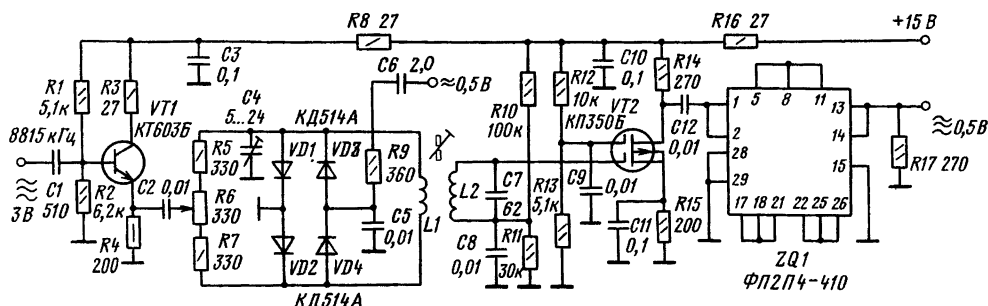 R8 27
R16 27
+15 В
C3
0,1
C6 2,0
≈0,5В
C10
0,1
R14
270
R1
5,1к
R3
27
VT1
КТ603Б
C4
5...24
КД514А
R12
10к
VT2
КП350Б
R10
100к
C12
0,01
1
5
8
11
13
14
2
28
29
15
17 18 21 22 25 26
≈0,5В
R17 270
8815 кГц
C1
510
3В
R2
6,2к
C2 0,01
R4
200
R5
330
R6
330
R7
330
VD1
VD3
VD2
VD4
R9
360
C5
0,01
L1
L2
C7
62
C8
0,01
R11
30к
R13
5,1к
C9
0,01
C11
0,1
R15
200
КД514А
ZQ1
ФП2П4-410